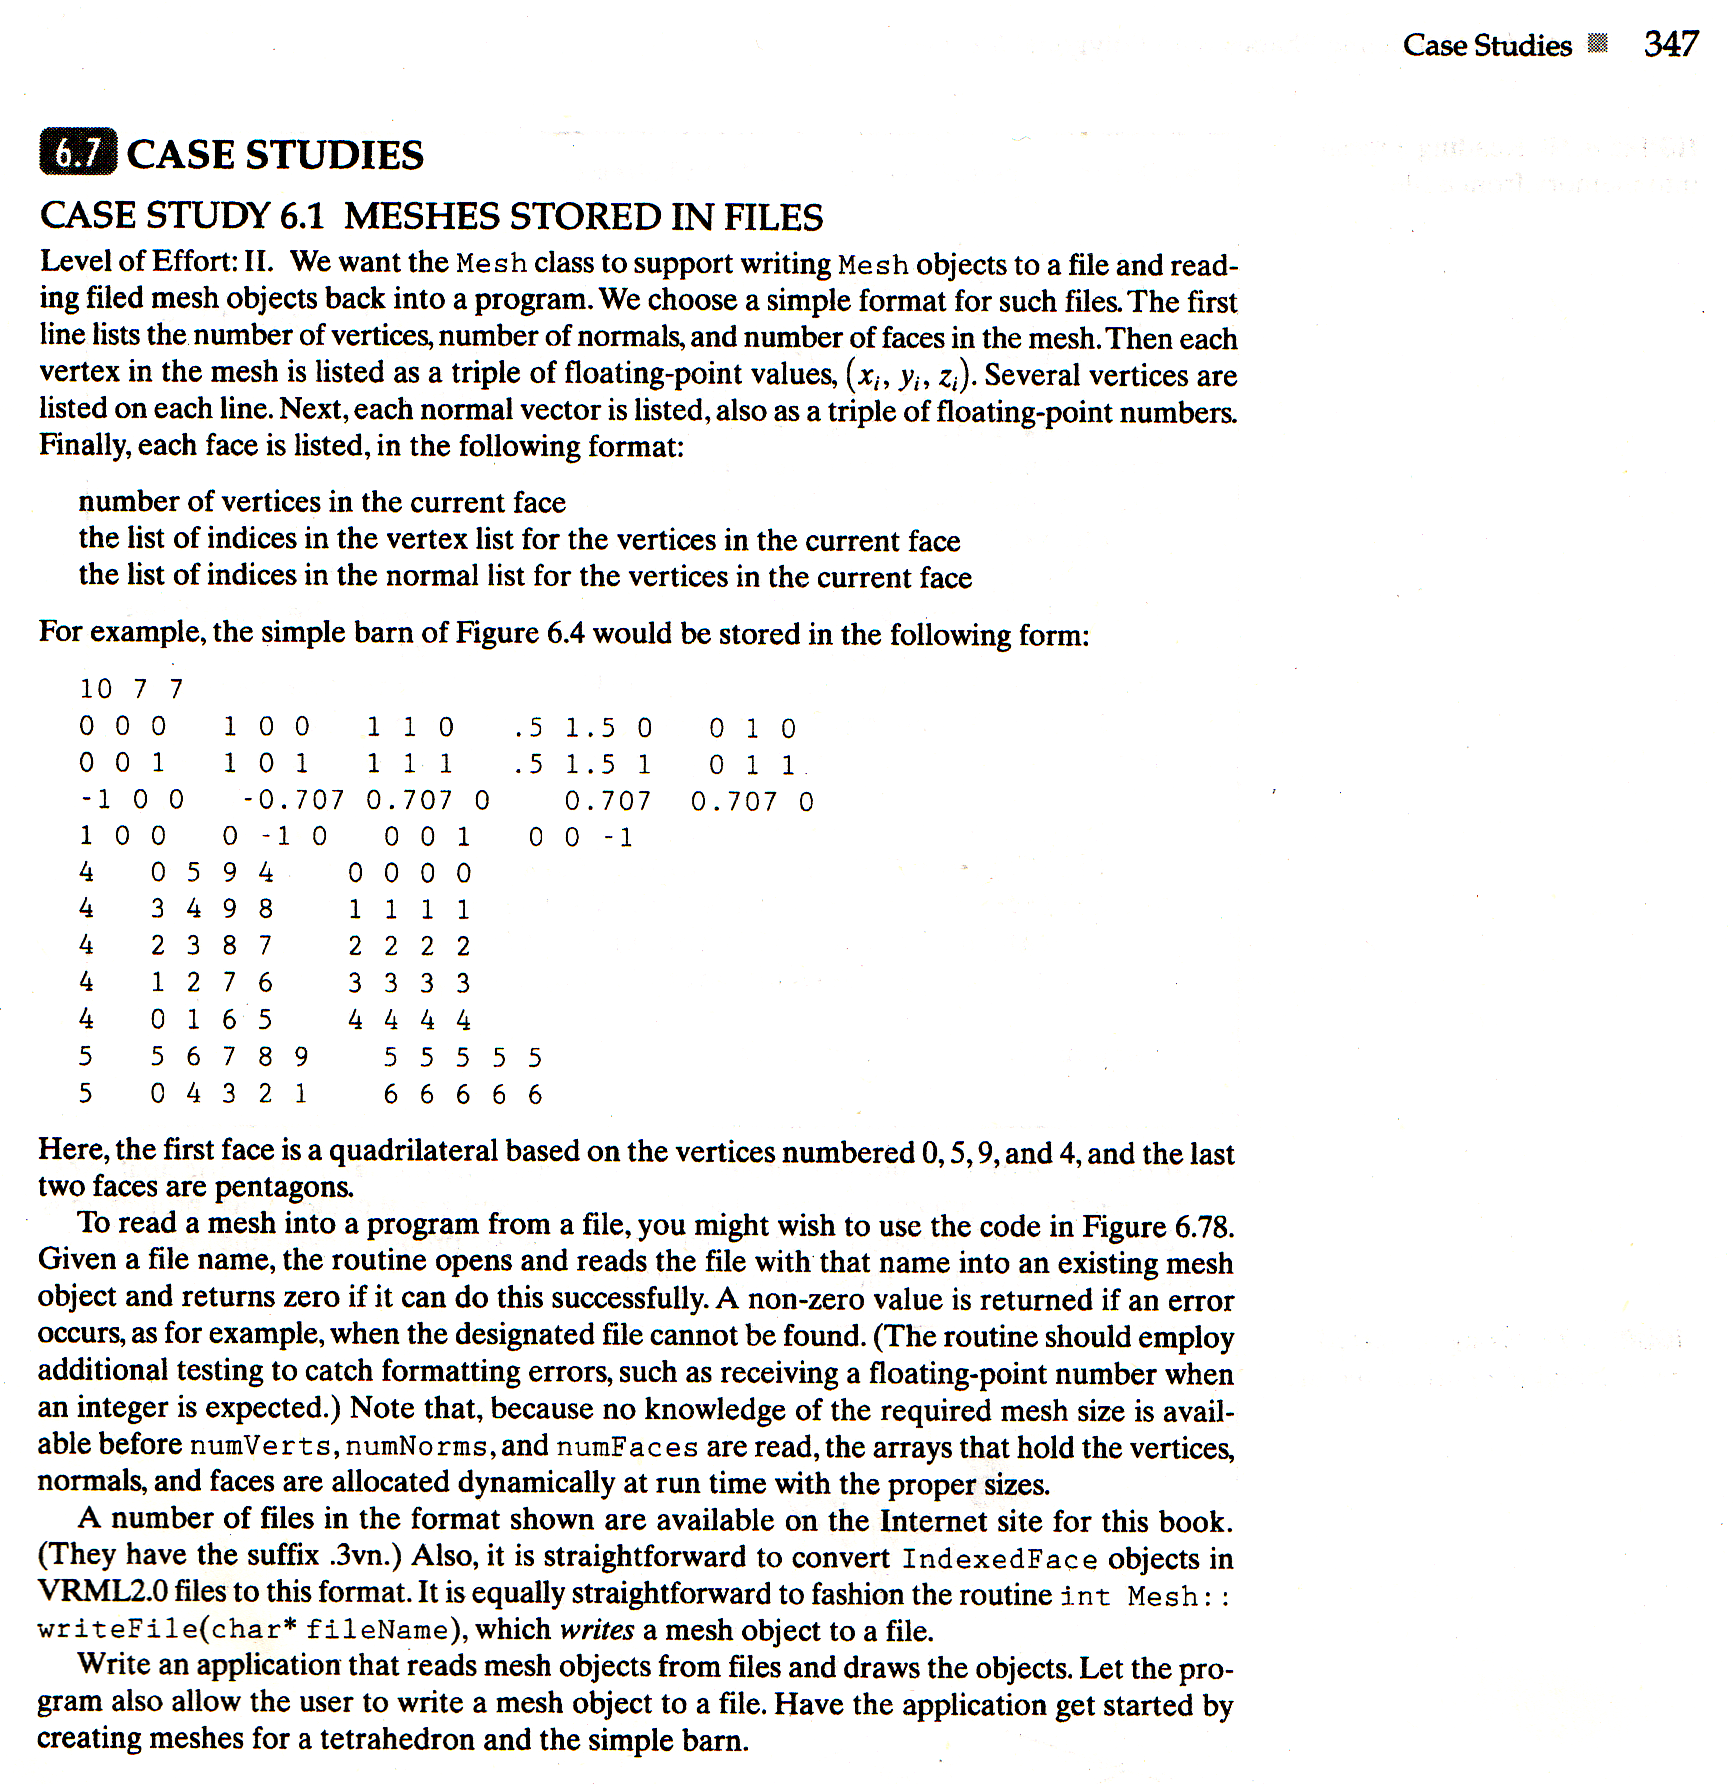 Case Studies 347
6.7 CASE STUDIES
CASE STUDY 6.1 MESHES STORED IN FILES
Level of Effort: II. We want the Mesh class to support writing Mesh objects to a file and read-
ing filed mesh objects back into a program. We choose a simple format for such files. The first
line lists the number of vertices, number of normals, and number of faces in the mesh. Then each
vertex in the mesh is listed as a triple of floating-point values, (xᵢ, yᵢ, zᵢ). Several vertices are
listed on each line. Next, each normal vector is listed, also as a triple of floating-point numbers.
Finally, each face is listed, in the following format:
number of vertices in the current face
the list of indices in the vertex list for the vertices in the current face
the list of indices in the normal list for the vertices in the current face
For example, the simple barn of Figure 6.4 would be stored in the following form:
10 7 7
0 0 0   1 0 0   1 1 0   .5 1.5 0   0 1 0
0 0 1   1 0 1   1 1 1   .5 1.5 1   0 1 1
-1 0 0   -0.707 0.707 0   0.707 0.707 0
1 0 0   0 -1 0   0 0 1   0 0 -1
4   0 5 9 4   0 0 0 0
4   3 4 9 8   1 1 1 1
4   2 3 8 7   2 2 2 2
4   1 2 7 6   3 3 3 3
4   0 1 6 5   4 4 4 4
5   5 6 7 8 9   5 5 5 5 5
5   0 4 3 2 1   6 6 6 6 6
Here, the first face is a quadrilateral based on the vertices numbered 0, 5, 9, and 4, and the last
two faces are pentagons.
To read a mesh into a program from a file, you might wish to use the code in Figure 6.78.
Given a file name, the routine opens and reads the file with that name into an existing mesh
object and returns zero if it can do this successfully. A non-zero value is returned if an error
occurs, as for example, when the designated file cannot be found. (The routine should employ
additional testing to catch formatting errors, such as receiving a floating-point number when
an integer is expected.) Note that, because no knowledge of the required mesh size is avail-
able before numVerts, numNorms, and numFaces are read, the arrays that hold the vertices,
normals, and faces are allocated dynamically at run time with the proper sizes.
A number of files in the format shown are available on the Internet site for this book.
(They have the suffix .3vn.) Also, it is straightforward to convert IndexedFace objects in
VRML2.0 files to this format. It is equally straightforward to fashion the routine int Mesh::
writeFile(char* fileName), which writes a mesh object to a file.
Write an application that reads mesh objects from files and draws the objects. Let the pro-
gram also allow the user to write a mesh object to a file. Have the application get started by
creating meshes for a tetrahedron and the simple barn.